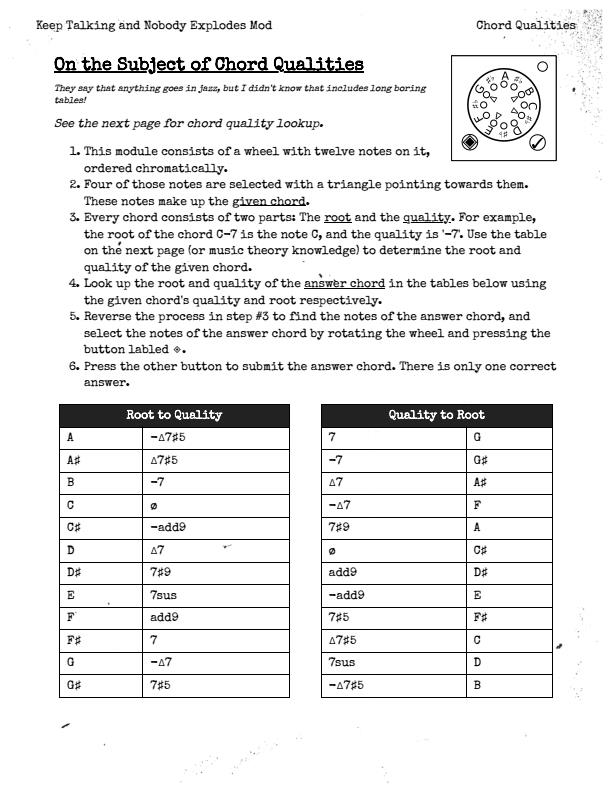 Keep Talking and Nobody Explodes Mod
Chord Qualities
On the Subject of Chord Qualities
They say that anything goes in jazz, but I didn't know that includes long boring
tables!
See the next page for chord quality lookup.
1. This module consists of a wheel with twelve notes on it,
ordered chromatically.
2. Four of those notes are selected with a triangle pointing towards them.
These notes make up the given chord.
3. Every chord consists of two parts: The root and the quality. For example,
the root of the chord C-7 is the note C, and the quality is '-7'. Use the table
on the next page (or music theory knowledge) to determine the root and
quality of the given chord.
4. Look up the root and quality of the answer chord in the tables below using
the given chord's quality and root respectively.
5. Reverse the process in step #3 to find the notes of the answer chord, and
select the notes of the answer chord by rotating the wheel and pressing the
button labled ◈.
6. Press the other button to submit the answer chord. There is only one correct
answer.
Root to Quality
A -Δ7♯5
A♯ Δ7♯5
B -7
C ø
C♯ -add9
D Δ7
D♯ 7♯9
E 7sus
F add9
F♯ 7
G -Δ7
G♯ 7♯5
Quality to Root
7 G
-7 G♯
Δ7 A♯
-Δ7 F
7♯9 A
ø C♯
add9 D♯
-add9 E
7♯5 F♯
Δ7♯5 C
7sus D
-Δ7♯5 B